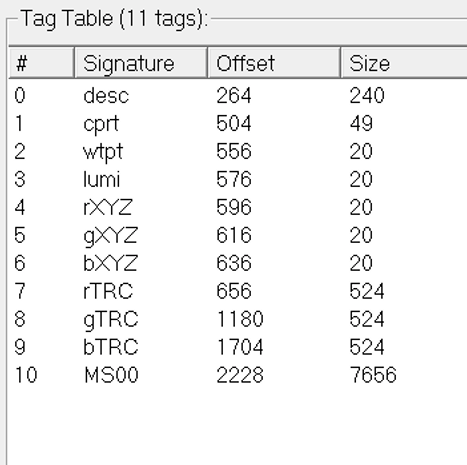 Tag Table (11 tags):
# Signature Offset Size
0 desc 264 240
1 cprt 504 49
2 wtpt 556 20
3 lumi 576 20
4 rXYZ 596 20
5 gXYZ 616 20
6 bXYZ 636 20
7 rTRC 656 524
8 gTRC 1180 524
9 bTRC 1704 524
10 MS00 2228 7656